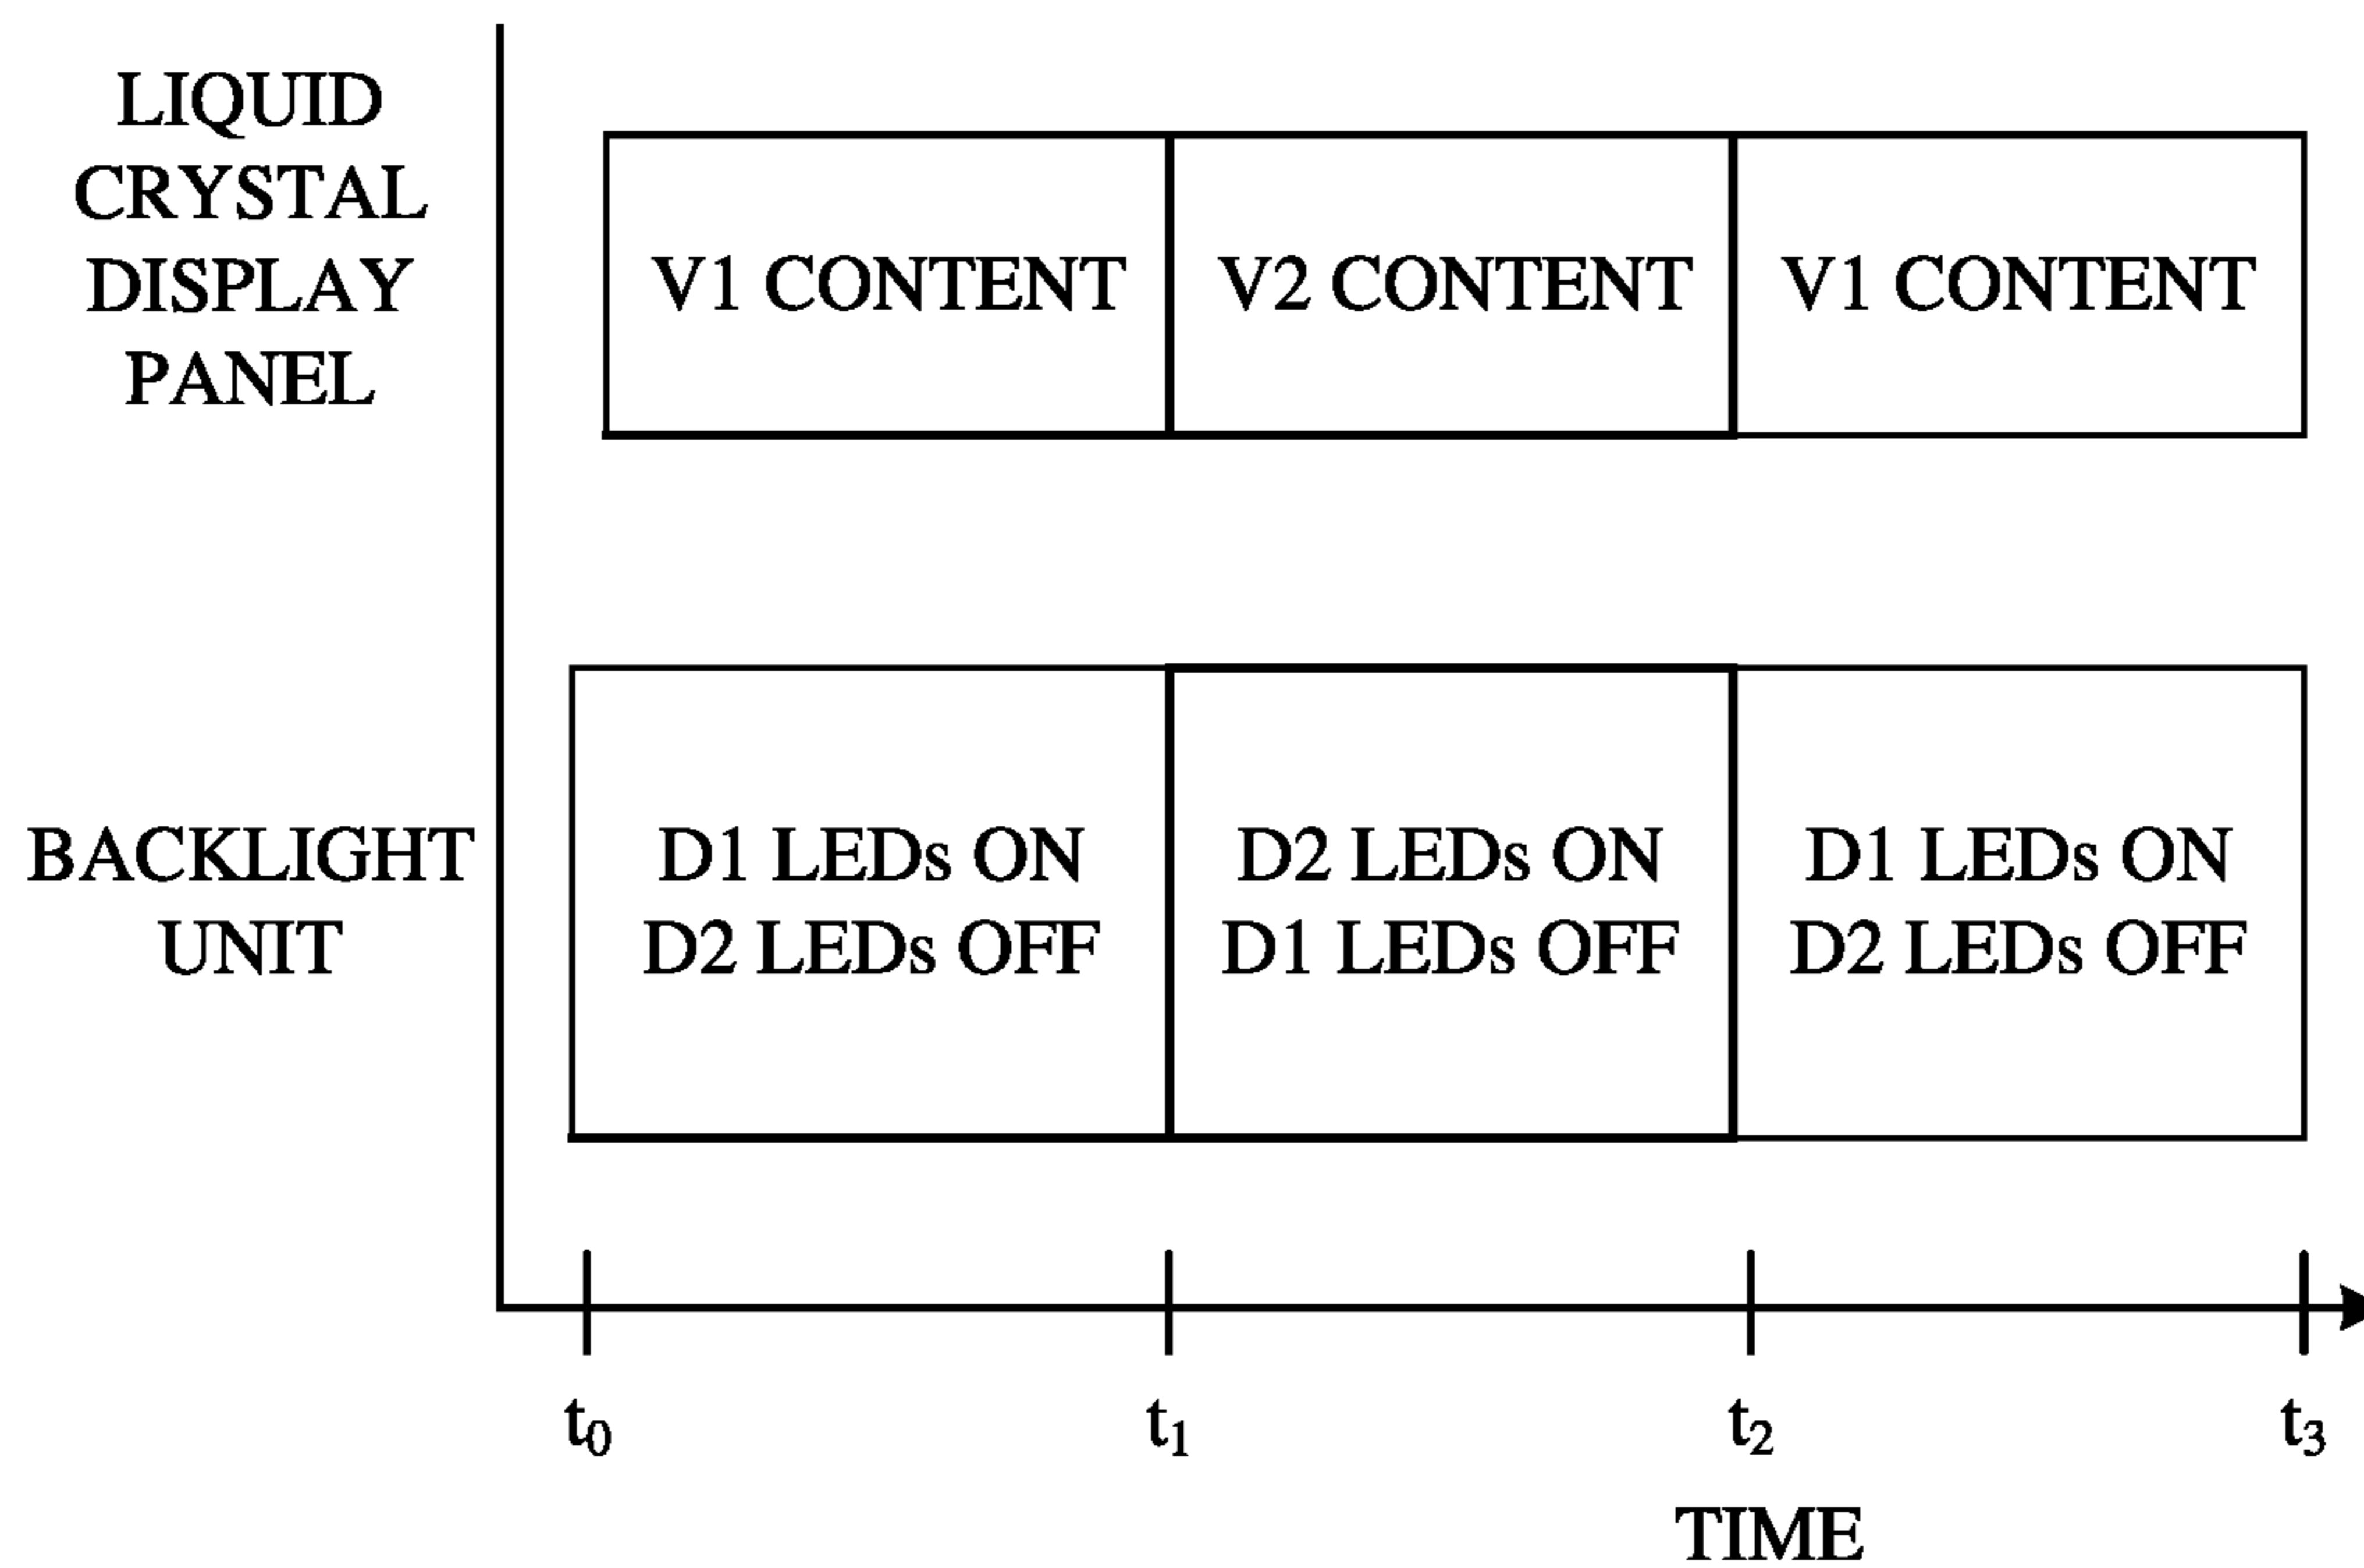 LIQUID
CRYSTAL
DISPLAY
PANEL
V1 CONTENT
V2 CONTENT
V1 CONTENT
BACKLIGHT
UNIT
D1 LEDs ON
D2 LEDs OFF
D2 LEDs ON
D1 LEDs OFF
D1 LEDs ON
D2 LEDs OFF
t0
t1
t2
t3
TIME